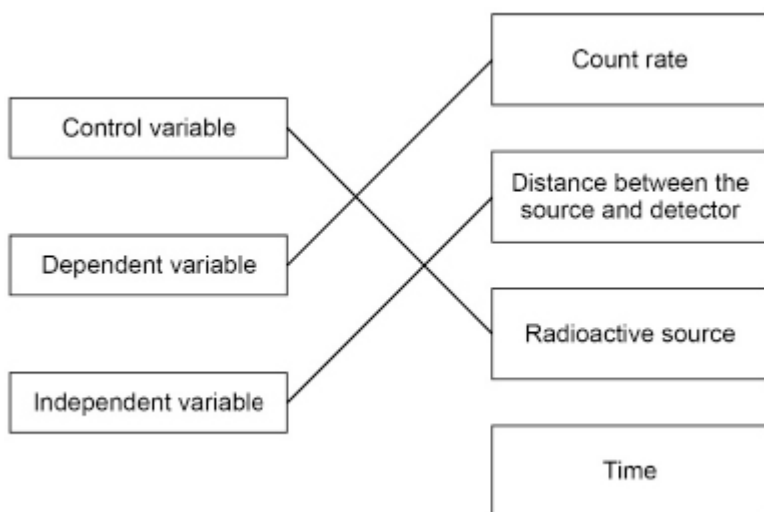 Control variable
Dependent variable
Independent variable
Count rate
Distance between the
source and detector
Radioactive source
Time